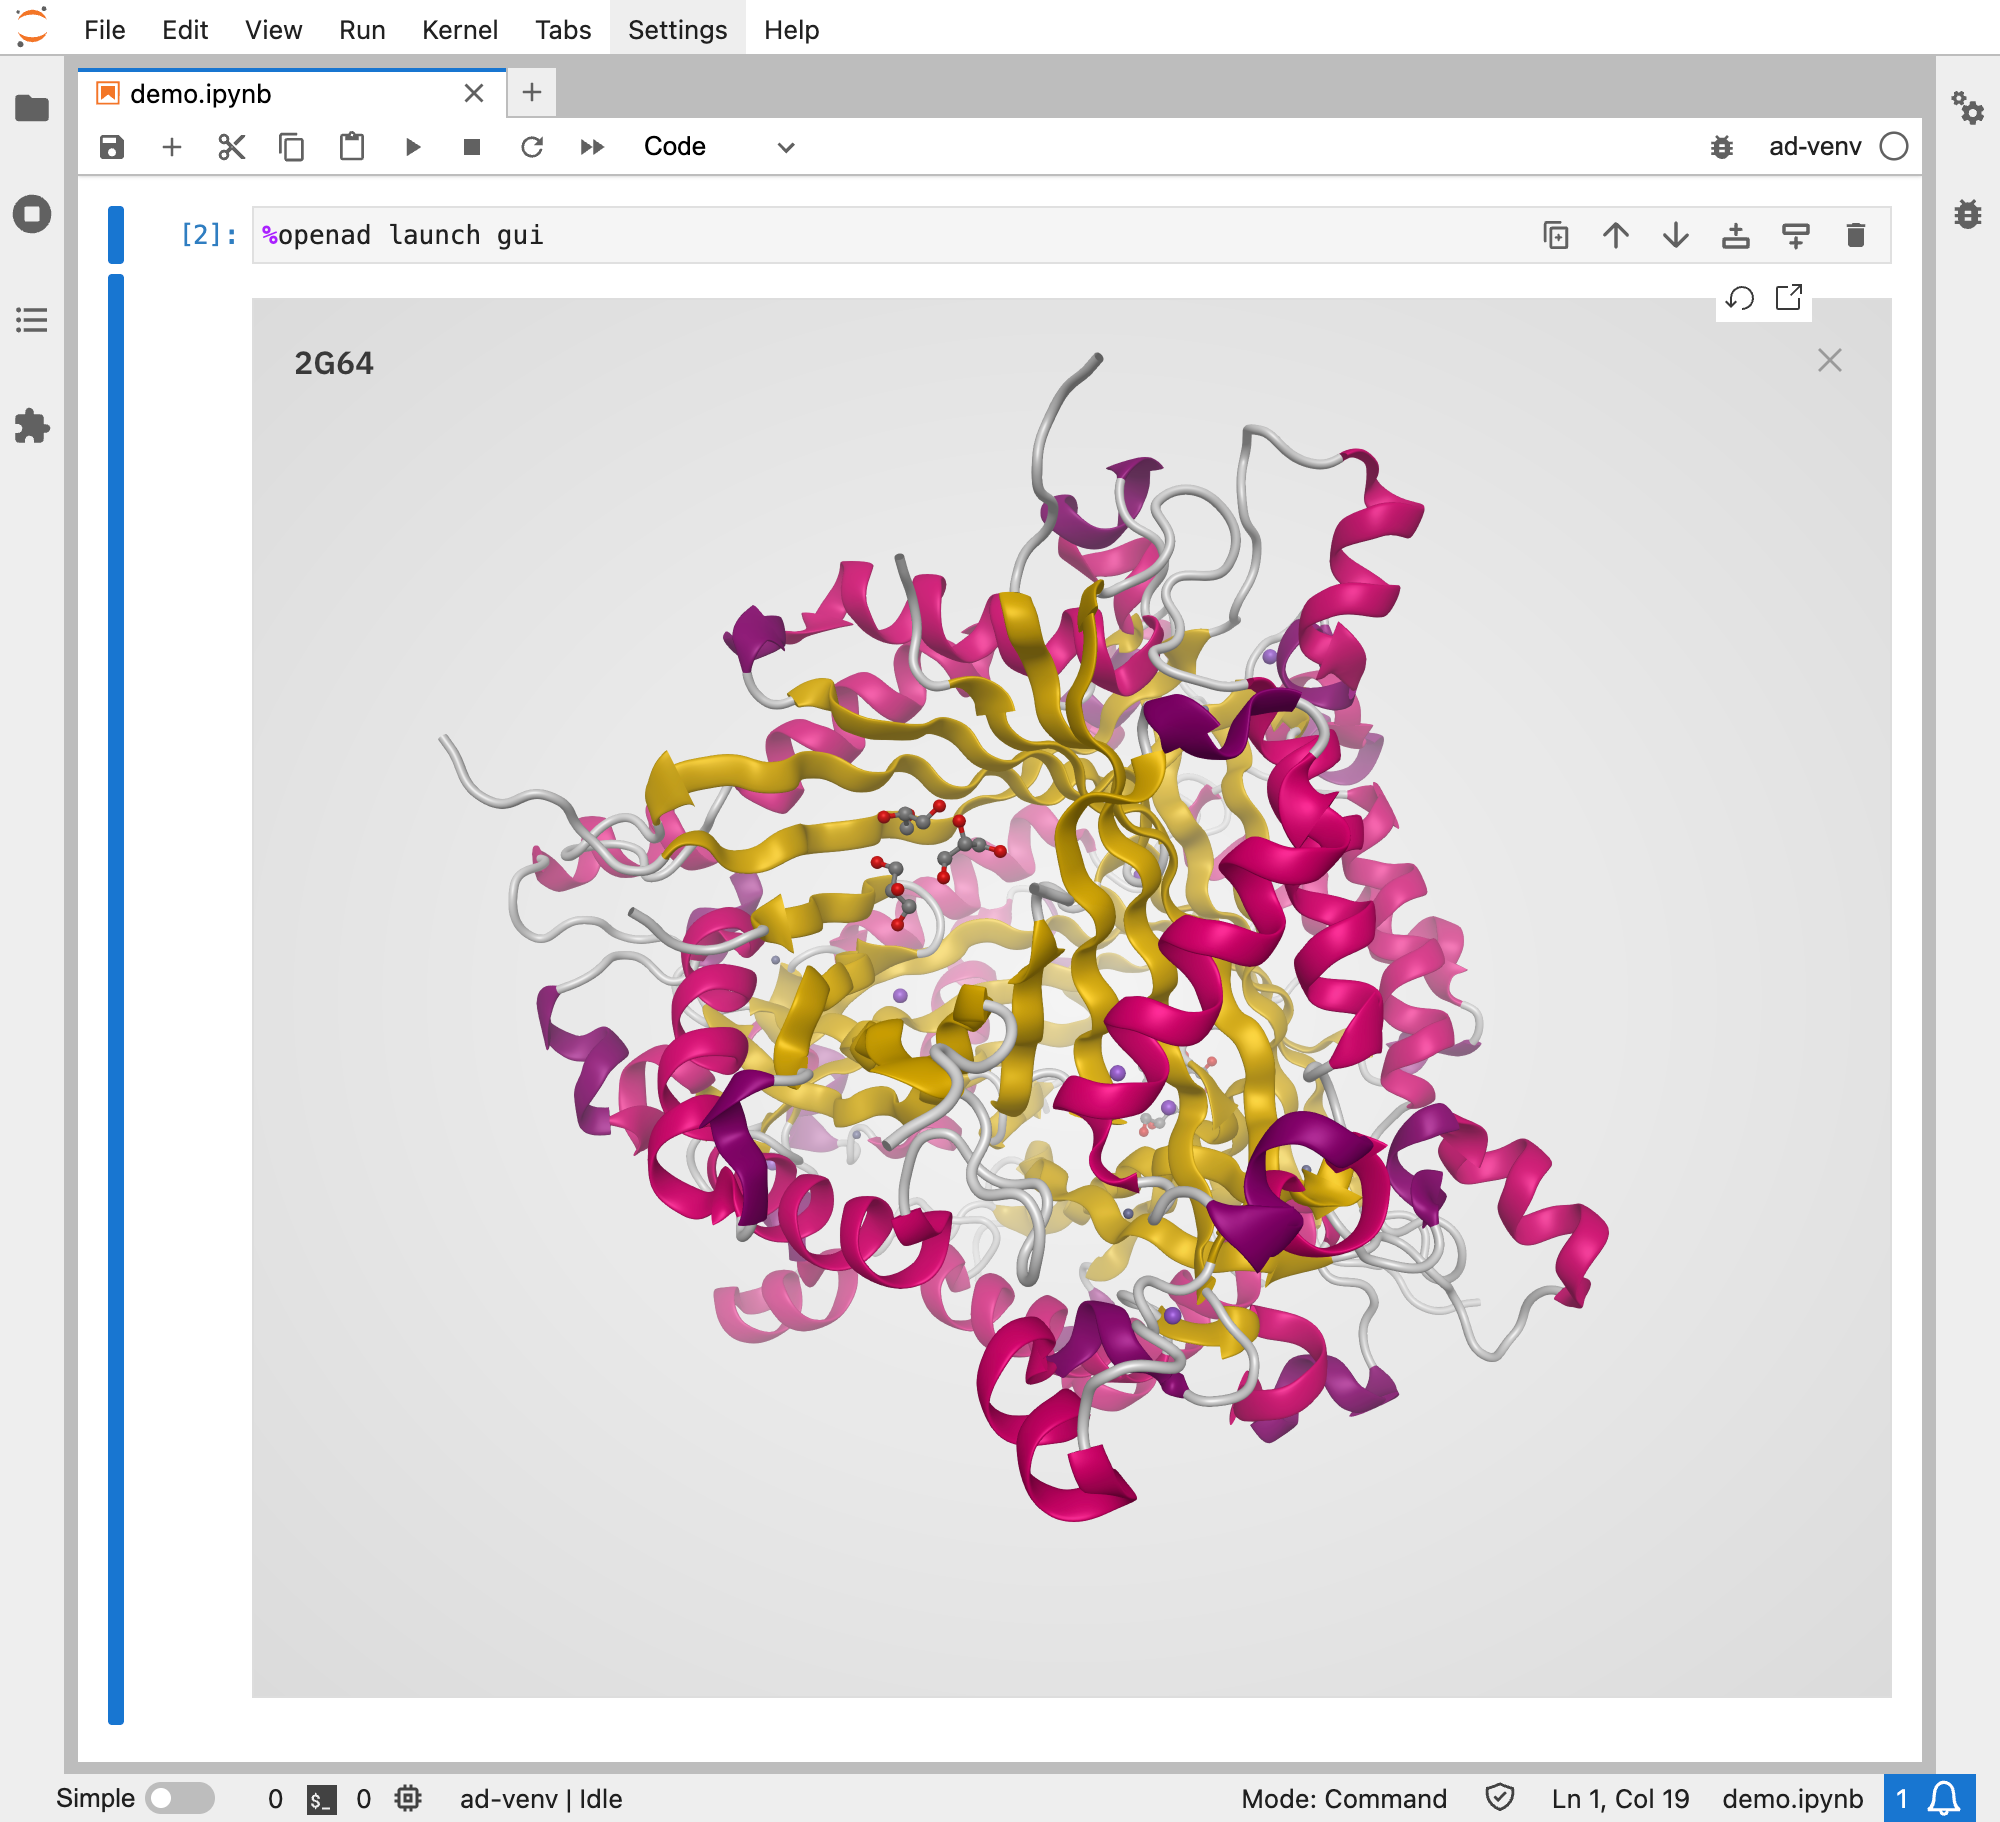 File Edit View Run Kernel Tabs Settings Help
demo.ipynb
Code
ad-venv
[2]: %openad launch gui
2G64
Simple 0 $_ 0 ad-venv | Idle Mode: Command Ln 1, Col 19 demo.ipynb 1